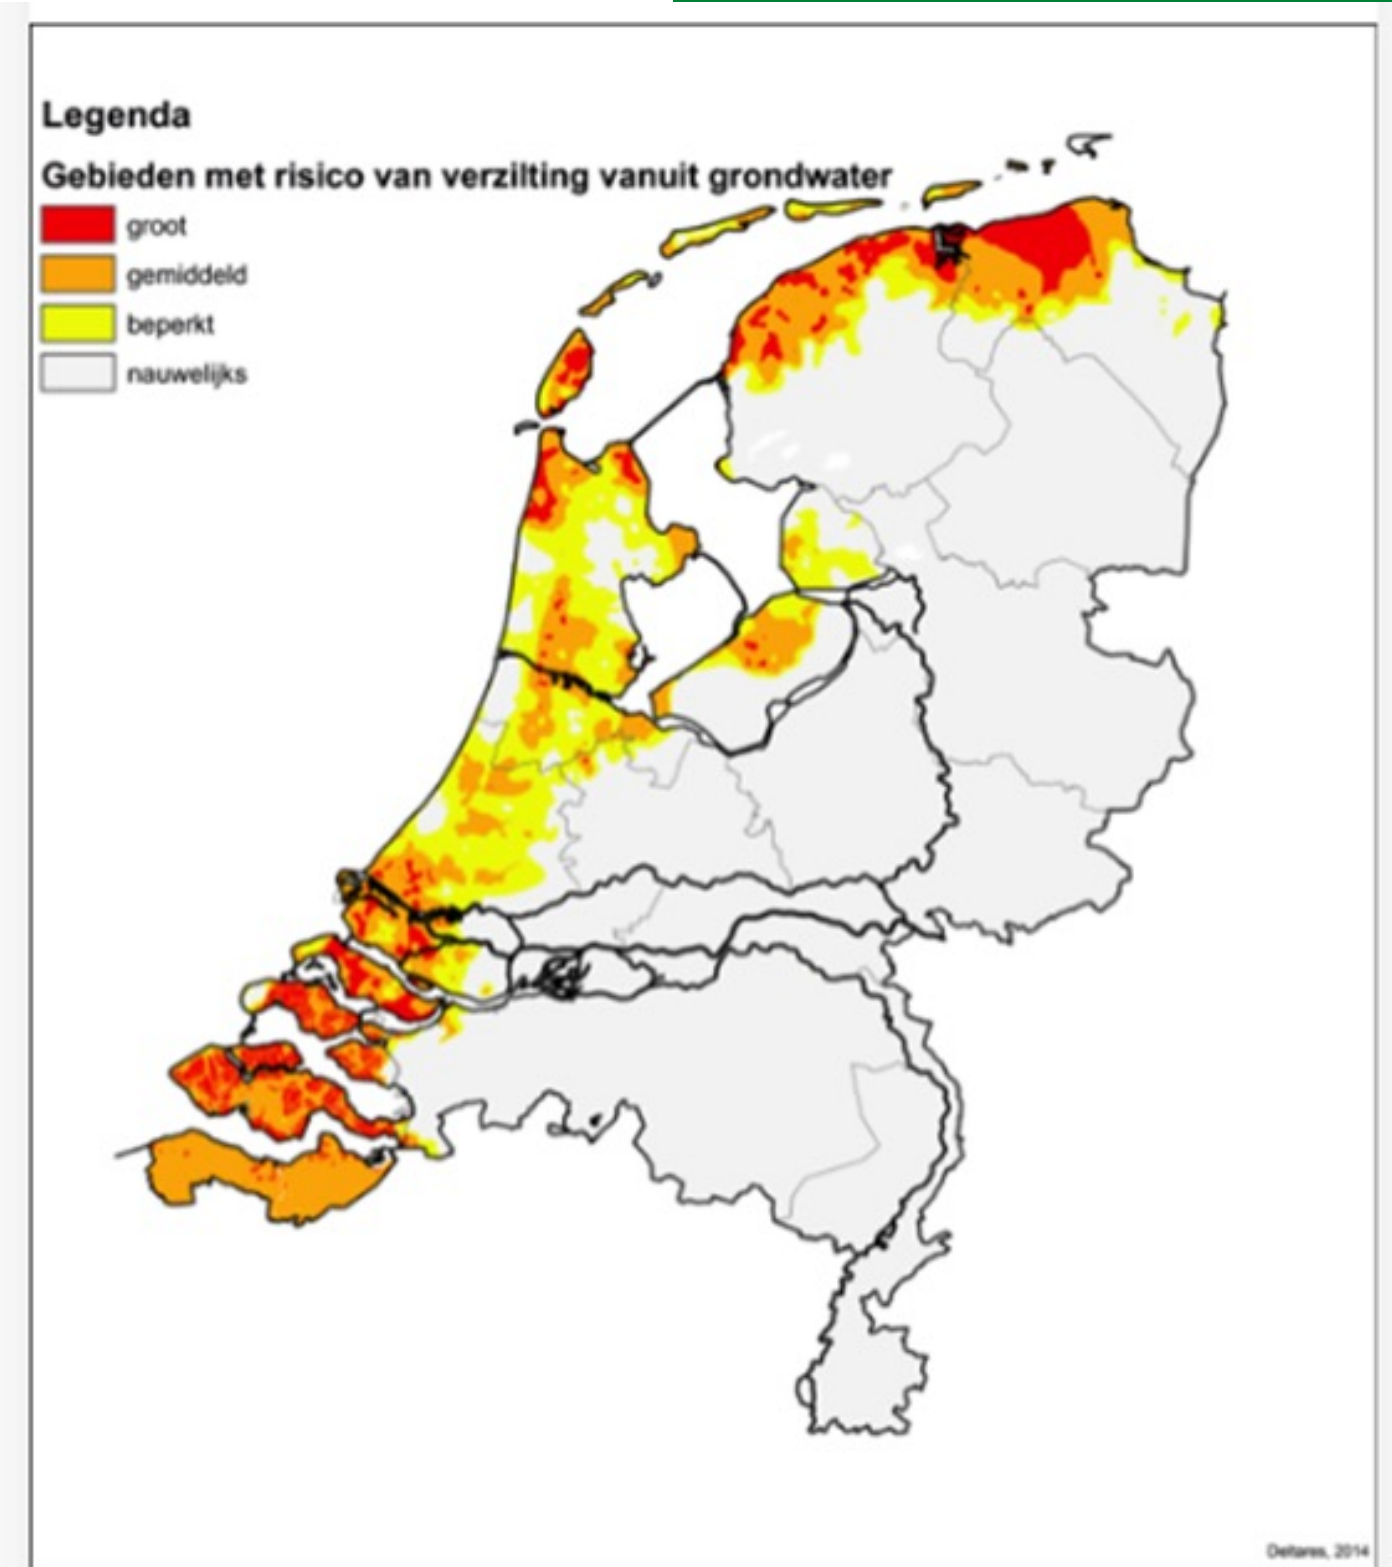 Legenda
Gebieden met risico van verzilting vanuit grondwater
groot
gemiddeld
beperkt
nauwelijks
Deltares, 2014